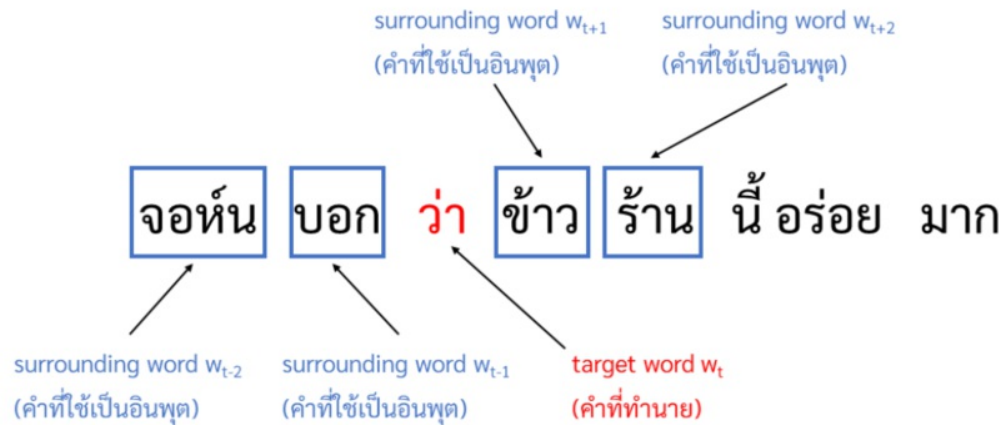 surrounding word wt+1 surrounding word wt+2
(คำที่ใช้เป็นอินพุต) (คำที่ใช้เป็นอินพุต)
จอห์น บอก ว่า ข้าว ร้าน นี้ อร่อย มาก
surrounding word wt-2 surrounding word wt-1 target word wt
(คำที่ใช้เป็นอินพุต) (คำที่ใช้เป็นอินพุต) (คำที่ทำนาย)